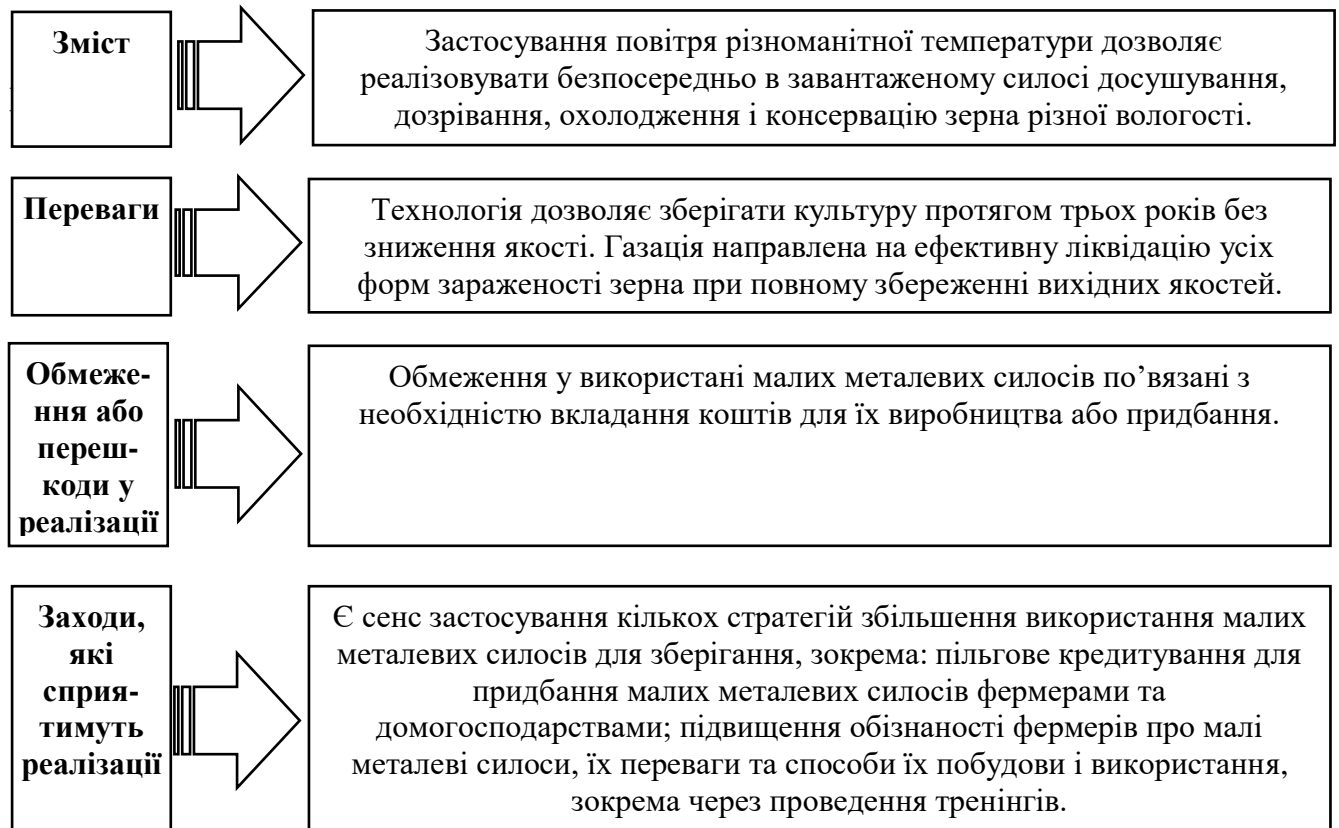 Зміст
Застосування повітря різноманітної температури дозволяє
реалізовувати безпосередньо в завантаженому силосі досушування,
дозрівання, охолодження і консервацію зерна різної вологості.
Переваги
Технологія дозволяє зберігати культуру протягом трьох років без
зниження якості. Газація направлена на ефективну ліквідацію усіх
форм зараженості зерна при повному збереженні вихідних якостей.
Обмеже-
ння або
переш-
коди у
реалізації
Обмеження у використані малих металевих силосів по’вязані з
необхідністю вкладання коштів для їх виробництва або придбання.
Заходи,
які
сприя-
тимуть
реалізації
Є сенс застосування кількох стратегій збільшення використання малих
металевих силосів для зберігання, зокрема: пільгове кредитування для
придбання малих металевих силосів фермерами та
домогосподарствами; підвищення обізнаності фермерів про малі
металеві силоси, їх переваги та способи їх побудови і використання,
зокрема через проведення тренінгів.